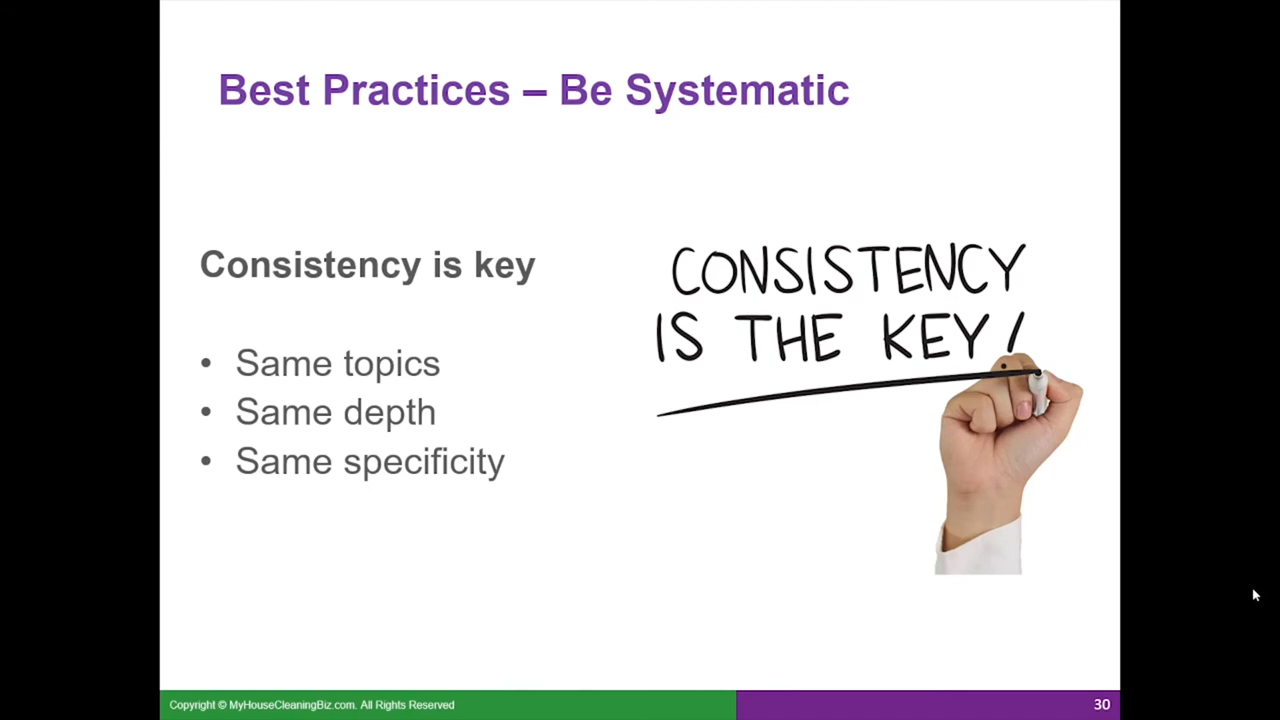 Best Practices – Be Systematic
Consistency is key
• Same topics
• Same depth
• Same specificity
CONSISTENCY
IS THE KEY!
Copyright © MyHouseCleaningBiz.com. All Rights Reserved
30